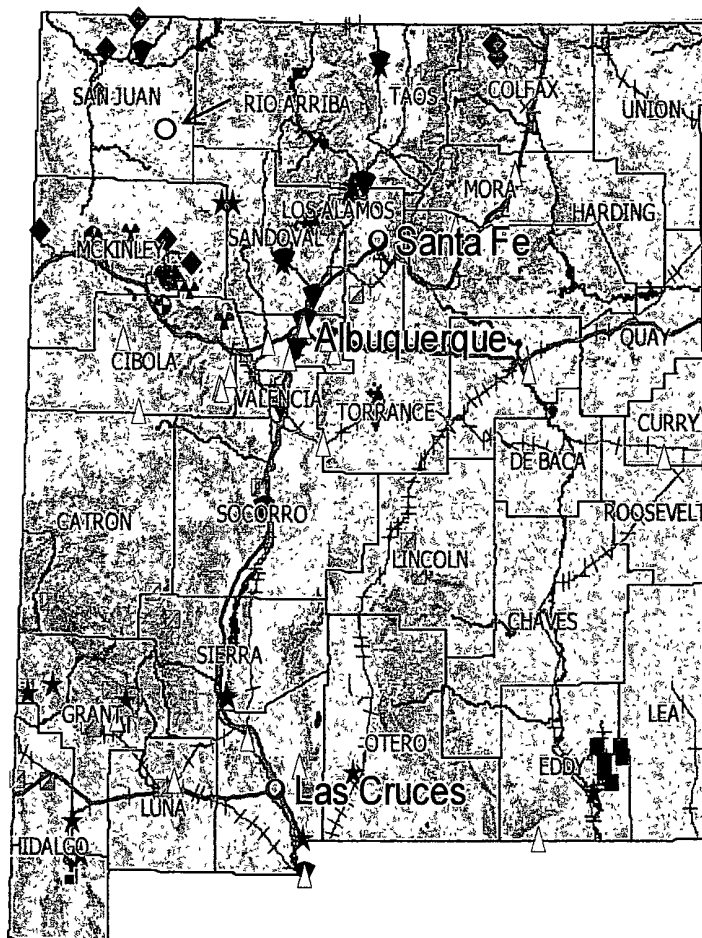 SAN JUAN
RIO ARRIBA
TAOS
COLFAX
UNION
MORA
LOS ALAMOS
HARDING
MCKINLEY
SANDOVAL
Santa Fe
Albuquerque
QUAY
CIBOLA
VALENCIA
TORRANCE
CURRY
DE BACA
CATRON
SOCORRO
ROOSEVELT
LINCOLN
CHAVES
SIERRA
GRANT
OTERO
LEA
EDDY
Las Cruces
LUNA
HIDALGO